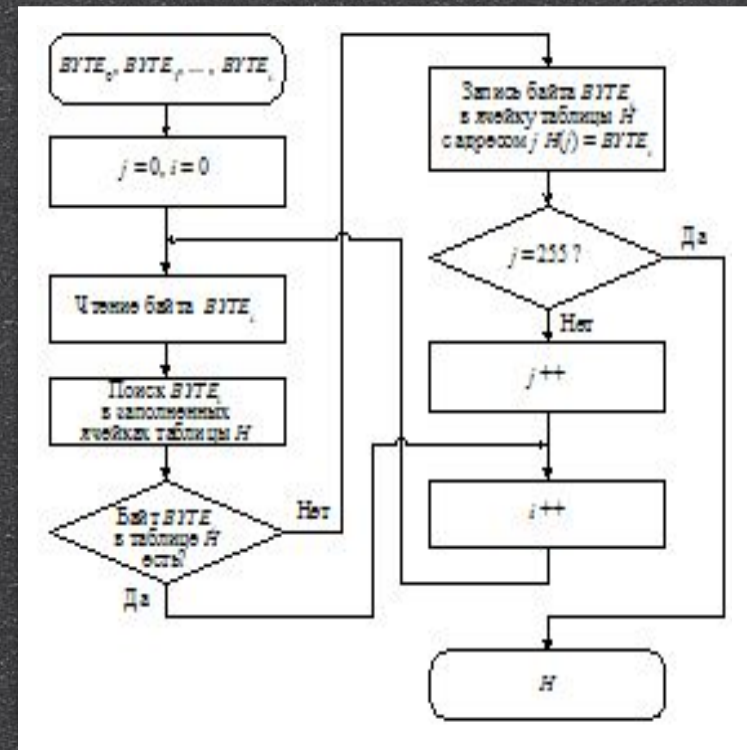 BYTE₀, BYTE₁, ... , BYTEᵢ
j = 0, i = 0
Чтение байта BYTEᵢ
Поиск BYTEᵢ
в заполненных
ячейках таблицы H
Байт BYTEᵢ
в таблице H
есть?
Нет
Да
Запись байта BYTEᵢ
в ячейку таблицы H
с адресом j H(j) = BYTEᵢ
j = 255 ?
Да
Нет
j ++
i ++
H